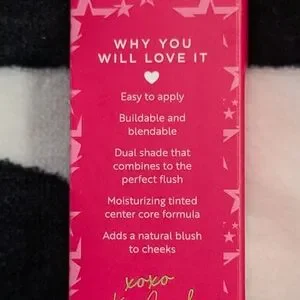 WHY YOU
WILL LOVE IT
Easy to apply
Buildable and
blendable
Dual shade that
combines to the
perfect flush
Moisturizing tinted
center core formula
Adds a natural blush
to cheeks
xoxo